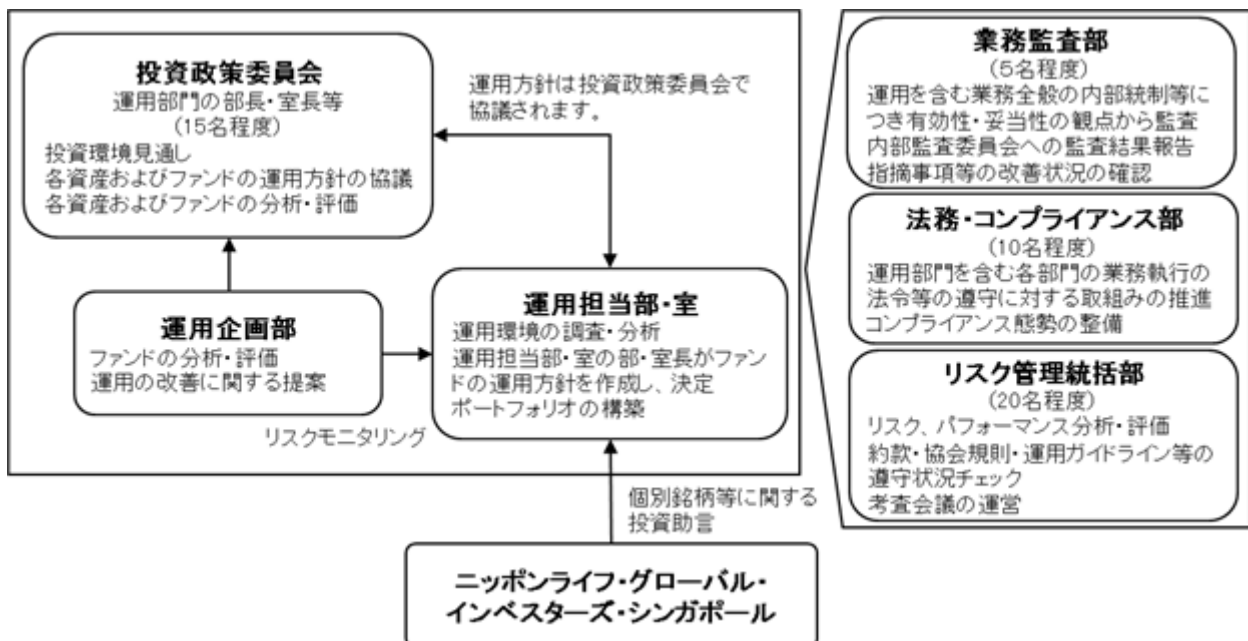 投資政策委員会
運用部門の部長・室長等
(15名程度)
投資環境見通し
各資産およびファンドの運用方針の協議
各資産およびファンドの分析・評価
運用方針は投資政策委員会で
協議されます。
運用企画部
ファンドの分析・評価
運用の改善に関する提案
リスクモニタリング
運用担当部・室
運用環境の調査・分析
運用担当部・室の部・室長がファン
ドの運用方針を作成し、決定
ポートフォリオの構築
個別銘柄等に関する
投資助言
ニッポンライフ・グローバル・
インベスターズ・シンガポール
業務監査部
(5名程度)
運用を含む業務全般の内部統制等に
つき有効性・妥当性の観点から監査
内部監査委員会への監査結果報告
指摘事項等の改善状況の確認
法務・コンプライアンス部
(10名程度)
運用部門を含む各部門の業務執行の
法令等の遵守に対する取組みの推進
コンプライアンス態勢の整備
リスク管理統括部
(20名程度)
リスク、パフォーマンス分析・評価
約款・協会規則・運用ガイドライン等の
遵守状況チェック
考査会議の運営